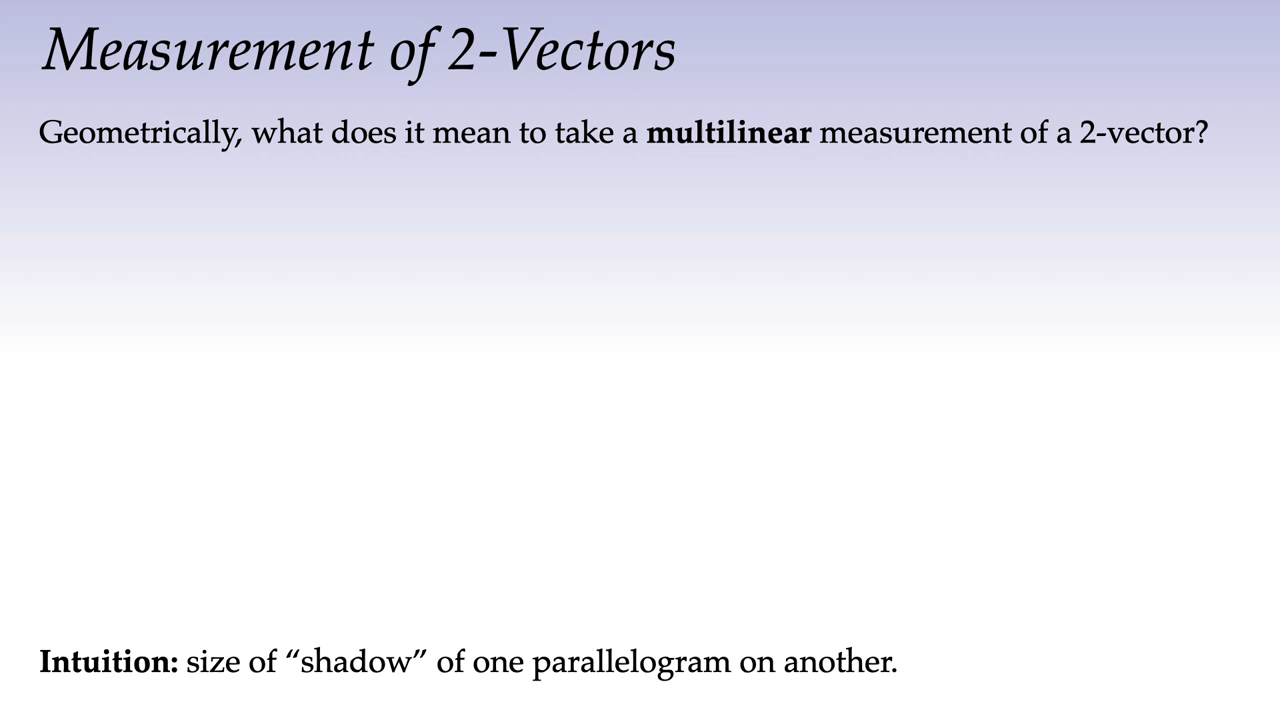 Measurement of 2-Vectors
Geometrically, what does it mean to take a multilinear measurement of a 2-vector?
Intuition: size of “shadow” of one parallelogram on another.